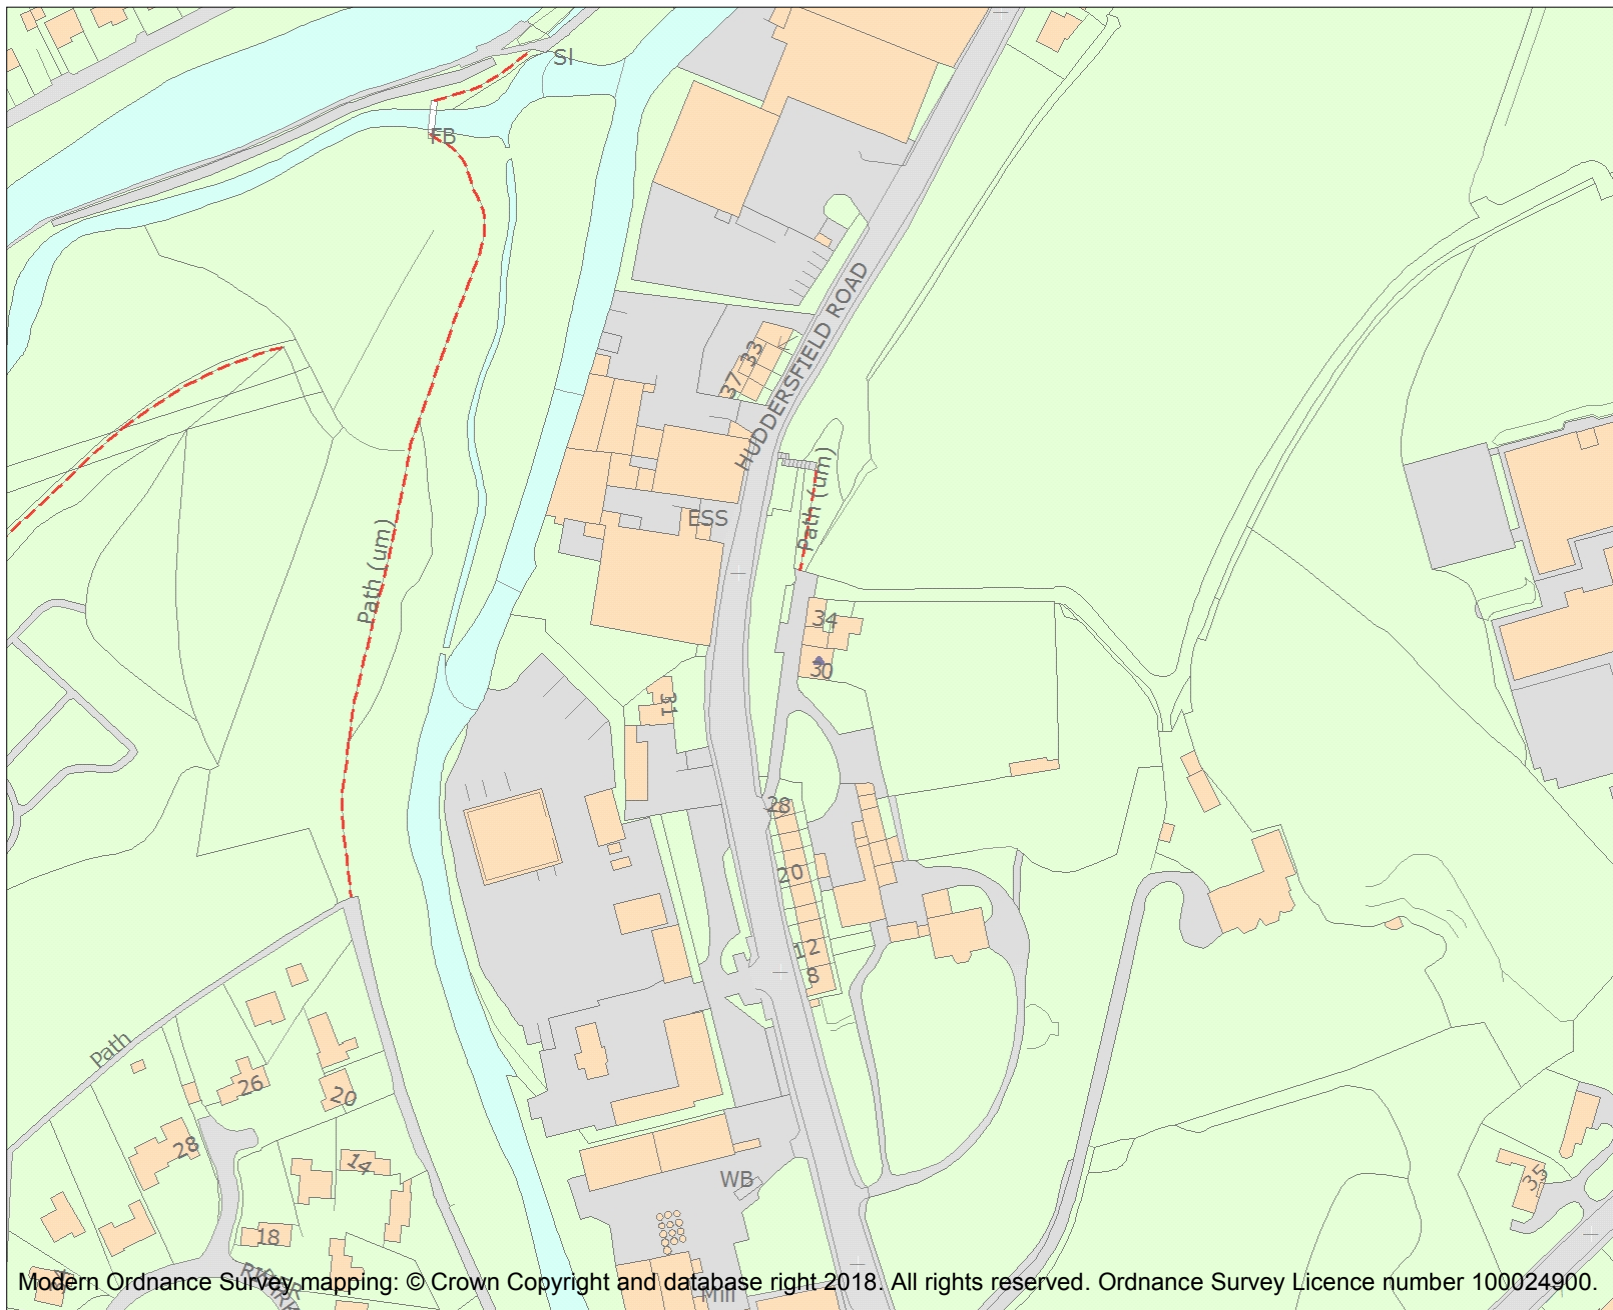 Sl
FB
HUDDERSFIELD ROAD
33
37
Path (um)
ESS
Path (um)
34
30
31
28
20
12
8
Path
26
20
28
14
WB
35
18
Mill
Modern Ordnance Survey mapping: © Crown Copyright and database right 2018. All rights reserved. Ordnance Survey Licence number 100024900.